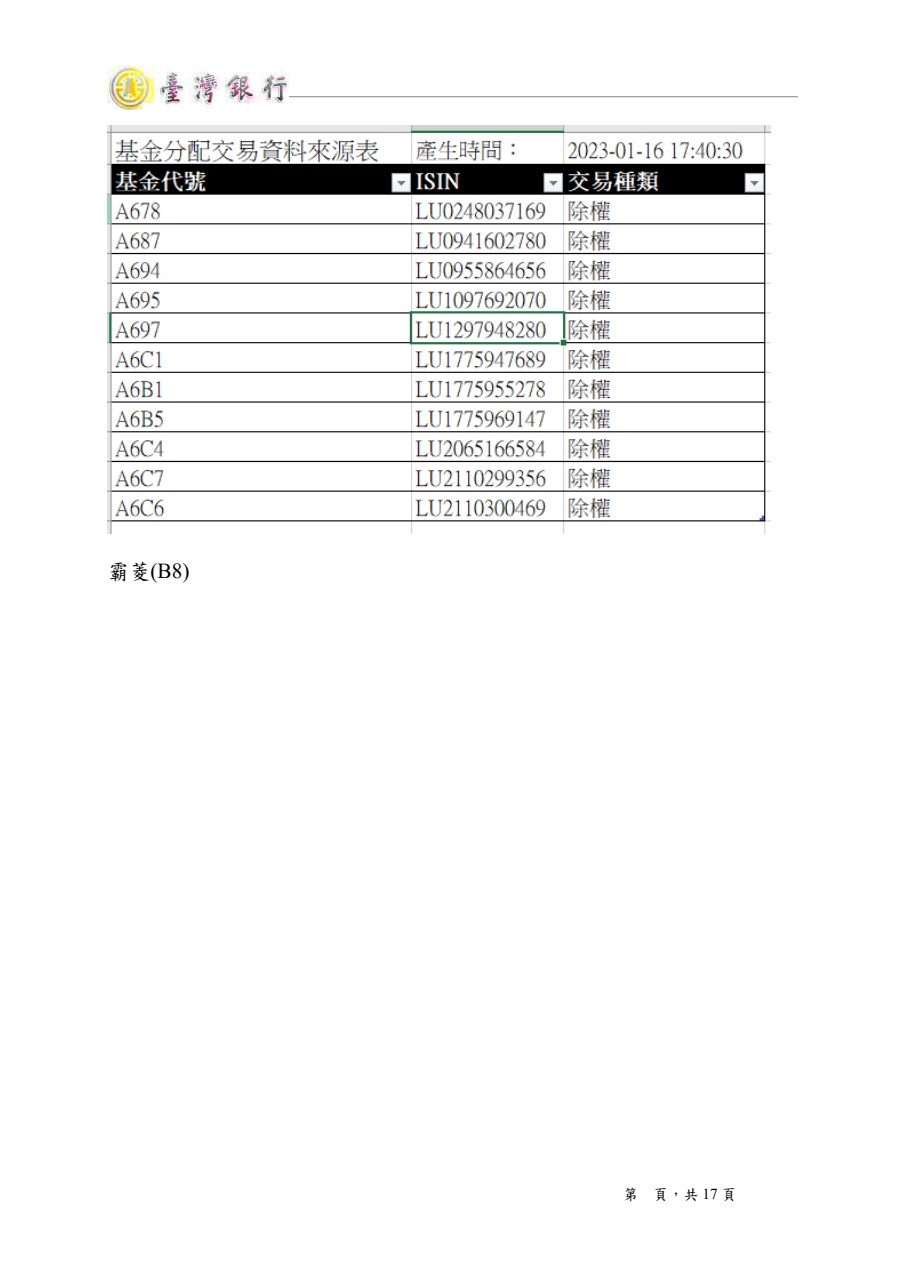 臺灣銀行
基金分配交易資料來源表 產生時間： 2023-01-16 17:40:30
基金代號 ISIN 交易種類
A678 LU0248037169 除權
A687 LU0941602780 除權
A694 LU0955864656 除權
A695 LU1097692070 除權
A697 LU1297948280 除權
A6C1 LU1775947689 除權
A6B1 LU1775955278 除權
A6B5 LU1775969147 除權
A6C4 LU2065166584 除權
A6C7 LU2110299356 除權
A6C6 LU2110300469 除權
霸菱(B8)
第 頁，共 17 頁